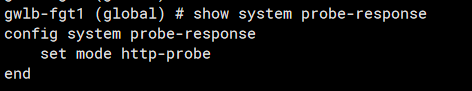 gwlb-fgt1 (global) # show system probe-response
config system probe-response
    set mode http-probe
end